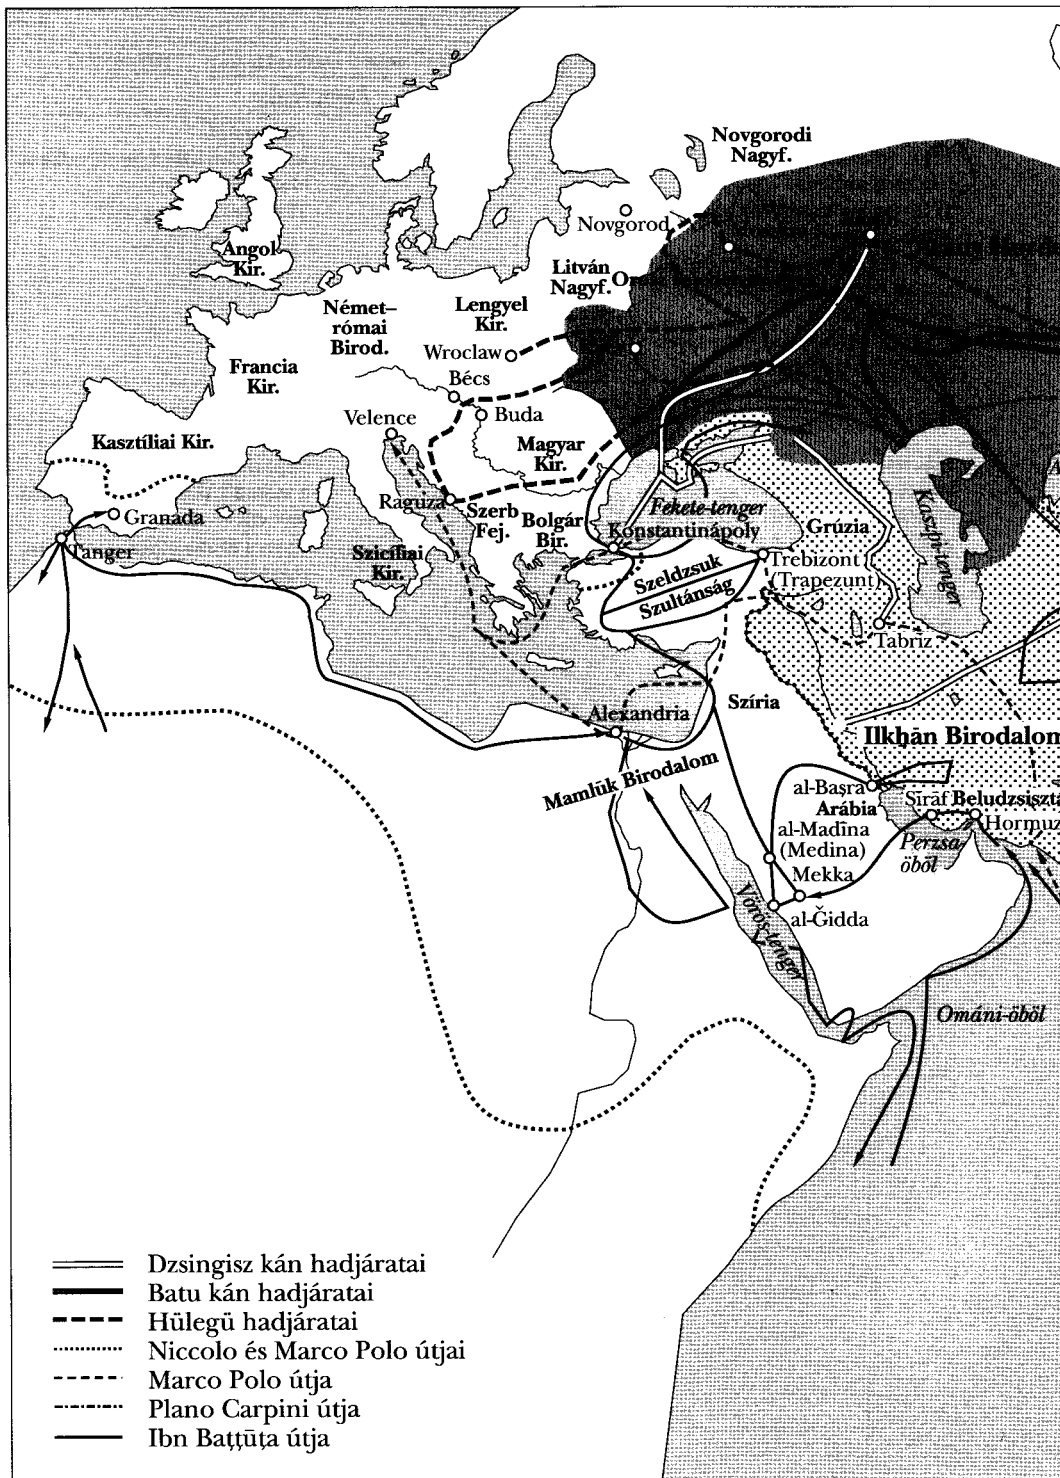 Novgorodi
Nagyf.
Novgorod
Angol
Kir.
Litván
Nagyf.
Német–
római
Birod.
Lengyel
Kir.
Wroclaw
Francia
Kir.
Bécs
Buda
Velence
Magyar
Kir.
Kasztíliai Kir.
Raguza
Szerb
Fej.
Bolgár
Bir.
Granada
Tanger
Szicíliai
Kir.
Fekete-tenger
Konstantinápoly
Grúzia
Kaszpi-tenger
Trebizont
(Trapezunt)
Szeldzsuk
Szultánság
Tabrīz
Szíria
Alexandria
Ilkhān Birodalom
Mamlūk Birodalom
al-Baṣra
Arábia
Sīrāf
Hormuz
al-Madīna
(Medina)
Perzsa-
öböl
Mekka
al-Ǧidda
Vörös-tenger
Ománi-öböl
Dzsingisz kán hadjáratai
Batu kán hadjáratai
Hülegü hadjáratai
Niccolo és Marco Polo útjai
Marco Polo útja
Plano Carpini útja
Ibn Baṭṭūṭa útja